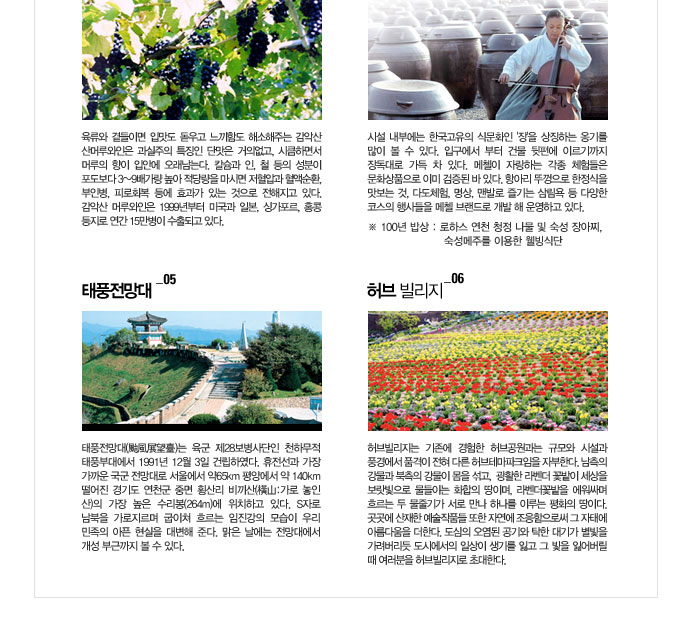 육류와 곁들이면 입맛도 돋우고 느끼함도 해소해주는 감악산
산머루와인은 과실주의 특징인 단맛은 거의없고, 시큼하면서
머루의 향이 입안에 오래남는다. 칼슘과 인, 철 등의 성분이
포도보다 3~9배가량 높아 적당량을 마시면 저혈압과 혈액순환,
부인병, 피로회복 등에 효과가 있는 것으로 전해지고 있다.
감악산 머루와인은 1999년부터 미국과 일본, 싱가포르, 홍콩
등지로 연간 15만병이 수출되고 있다.
시설 내부에는 한국고유의 식문화인 '장'을 상징하는 옹기를
많이 볼 수 있다. 입구에서 부터 건물 뒷편에 이르기까지
장독대로 가득 차 있다. 메첼이 자랑하는 각종 체험들은
문화상품으로 이미 검증된 바 있다. 항아리 뚜껑으로 한정식을
맛보는 것, 다도체험, 명상, 맨발로 즐기는 삼림욕 등 다양한
코스의 행사들을 메첼 브랜드로 개발 해 운영하고 있다.
※ 100년 밥상 : 로하스 연천 청정 나물 및 숙성 장아찌,
숙성메주를 이용한 웰빙식단
태풍전망대 _05
태풍전망대(颱風展望臺)는 육군 제28보병사단인 천하무적
태풍부대에서 1991년 12월 3일 건립하였다. 휴전선과 가장
가까운 국군 전망대로 서울에서 약65km 평양에서 약 140km
떨어진 경기도 연천군 중면 횡산리 비끼산(橫山:가로 놓인
산)의 가장 높은 수리봉(264m)에 위치하고 있다. S자로
남북을 가로지르며 굽이쳐 흐르는 임진강의 모습이 우리
민족의 아픈 현실을 대변해 준다. 맑은 날에는 전망대에서
개성 부근까지 볼 수 있다.
허브 빌리지 _06
허브빌리지는 기존에 경험한 허브공원과는 규모와 시설과
풍경에서 품격이 전혀 다른 허브테마파크임을 자부한다. 남측의
강물과 북측의 강물이 몸을 섞고, 광활한 라벤더 꽃밭이 세상을
보랏빛으로 물들이는 화합의 땅이며, 라벤더꽃밭을 에워싸며
흐르는 두 물줄기가 서로 만나 하나를 이루는 평화의 땅이다.
곳곳에 산재한 예술작품들 또한 자연에 조응함으로써 그 자태에
아름다움을 더한다. 도심의 오염된 공기와 탁한 대기가 별빛을
가려버리듯 도시에서의 일상이 생기를 잃고 그 빛을 잃어버릴
때 여러분을 허브빌리지로 초대한다.